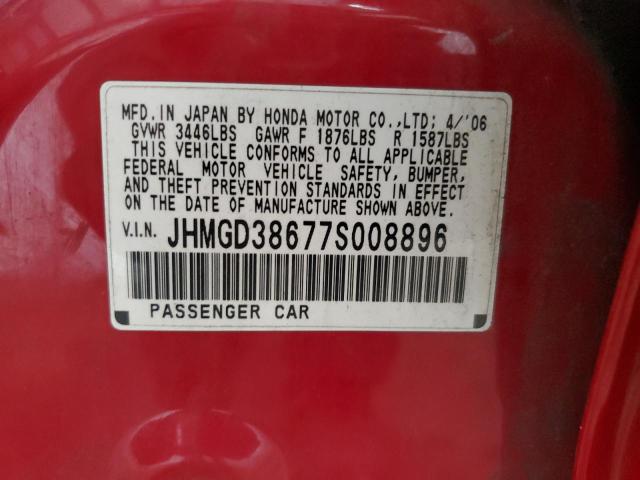 MFD.IN JAPAN BY HONDA MOTOR CO.,LTD; 4/'06
GVWR 3446LBS GAWR F 1876LBS R 1587LBS
THIS VEHICLE CONFORMS TO ALL APPLICABLE
FEDERAL MOTOR VEHICLE SAFETY, BUMPER,
AND THEFT PREVENTION STANDARDS IN EFFECT
ON THE DATE OF MANUFACTURE SHOWN ABOVE.
V.I.N. JHMGD38677S008896
PASSENGER CAR